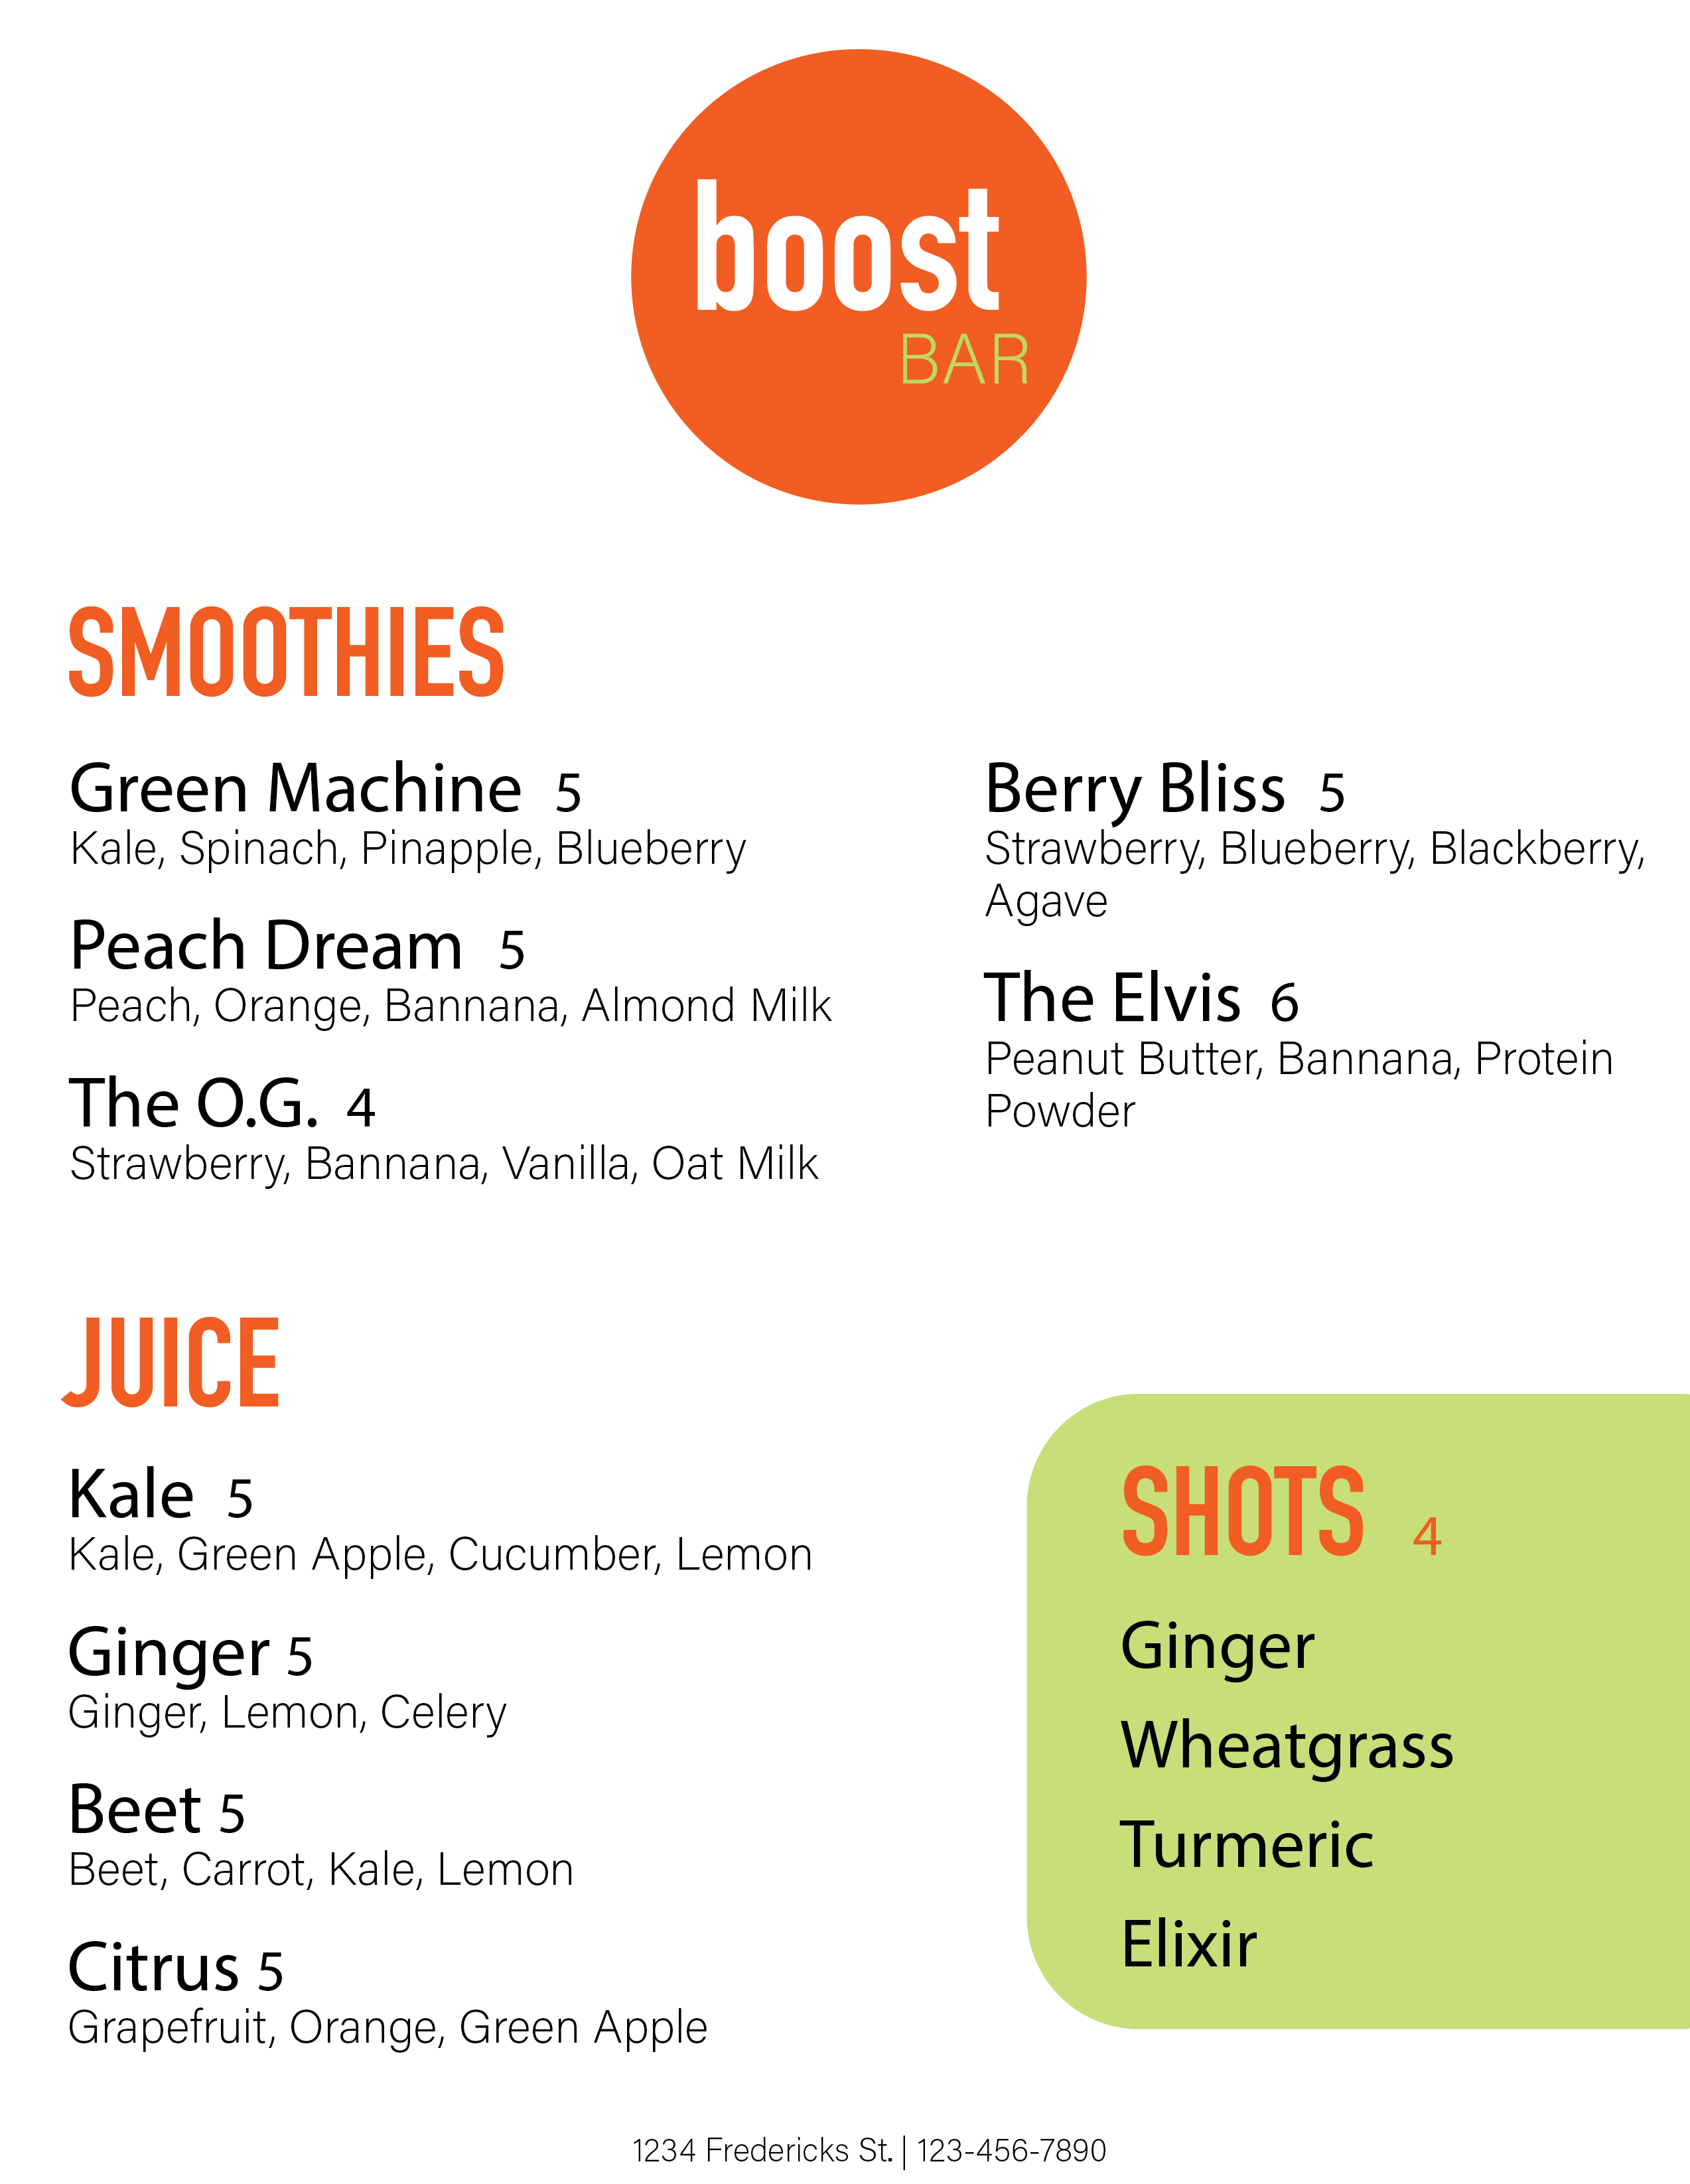 boost
BAR
SMOOTHIES
Green Machine 5
Kale, Spinach, Pinapple, Blueberry
Peach Dream 5
Peach, Orange, Bannana, Almond Milk
The O.G. 4
Strawberry, Bannana, Vanilla, Oat Milk
Berry Bliss 5
Strawberry, Blueberry, Blackberry,
Agave
The Elvis 6
Peanut Butter, Bannana, Protein
Powder
JUICE
Kale 5
Kale, Green Apple, Cucumber, Lemon
Ginger 5
Ginger, Lemon, Celery
Beet 5
Beet, Carrot, Kale, Lemon
Citrus 5
Grapefruit, Orange, Green Apple
SHOTS 4
Ginger
Wheatgrass
Turmeric
Elixir
1234 Fredericks St. | 123-456-7890